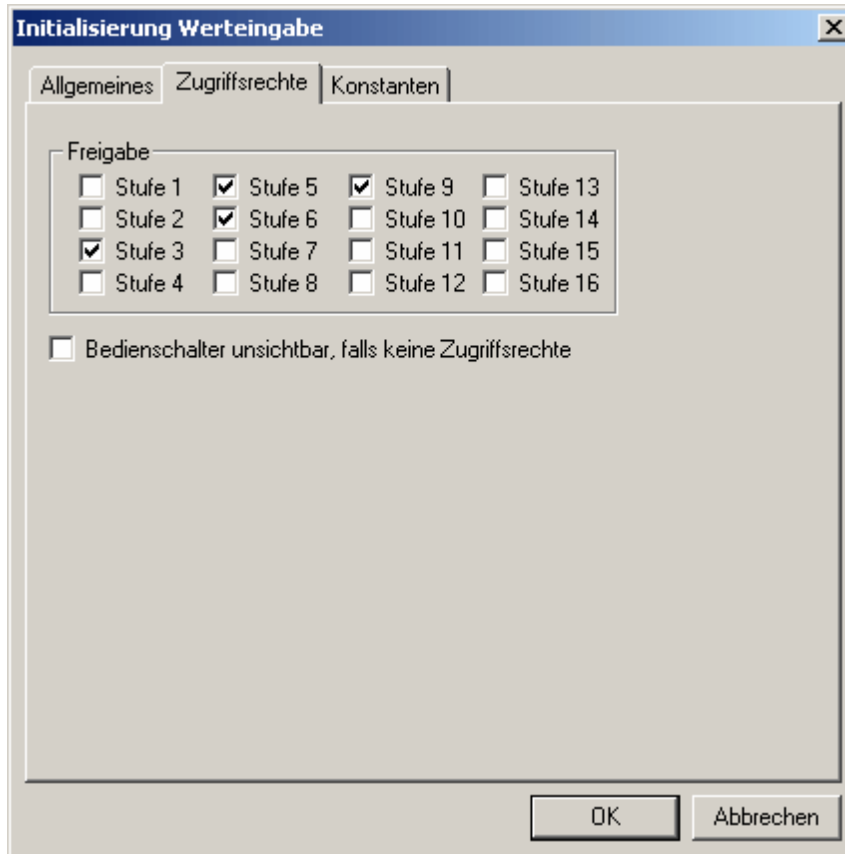 Initialisierung Werteingabe
Allgemeines Zugriffsrechte Konstanten
Freigabe
Stufe 1 Stufe 5 Stufe 9 Stufe 13
Stufe 2 Stufe 6 Stufe 10 Stufe 14
Stufe 3 Stufe 7 Stufe 11 Stufe 15
Stufe 4 Stufe 8 Stufe 12 Stufe 16
Bedienschalter unsichtbar, falls keine Zugriffsrechte
OK Abbrechen